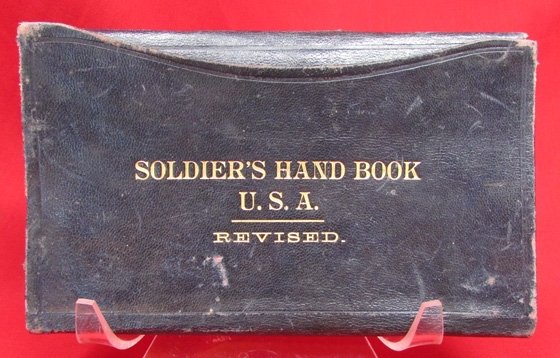 SOLDIER'S HAND BOOK
U. S. A.
REVISED.